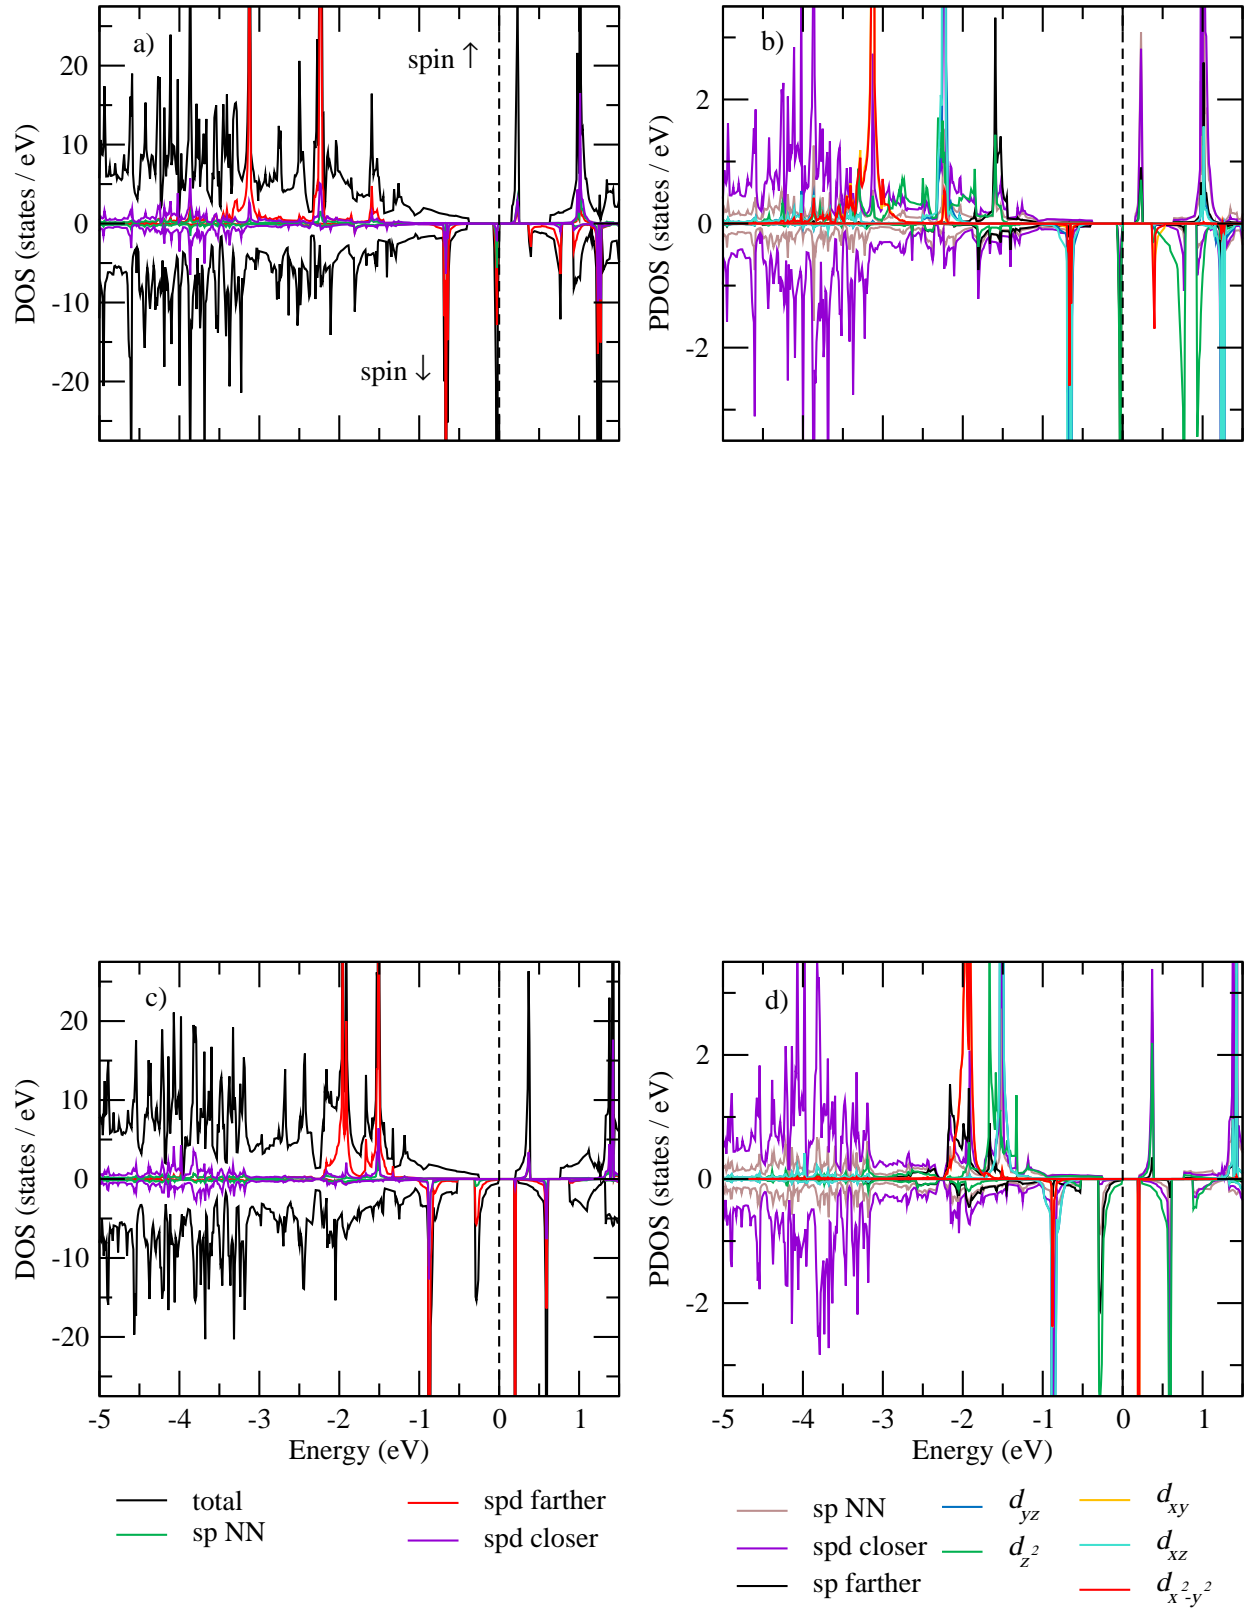 a)
spin ↑
spin ↓
DOS (states / eV)
20
10
0
-10
-20
b)
PDOS (states / eV)
2
0
-2
c)
DOS (states / eV)
20
10
0
-10
-20
-5 -4 -3 -2 -1 0 1
Energy (eV)
d)
PDOS (states / eV)
2
0
-2
-5 -4 -3 -2 -1 0 1
Energy (eV)
total
sp NN
spd farther
spd closer
sp NN
spd closer
sp farther
d_yz
d_z²
d_xy
d_xz
d_x²-y²